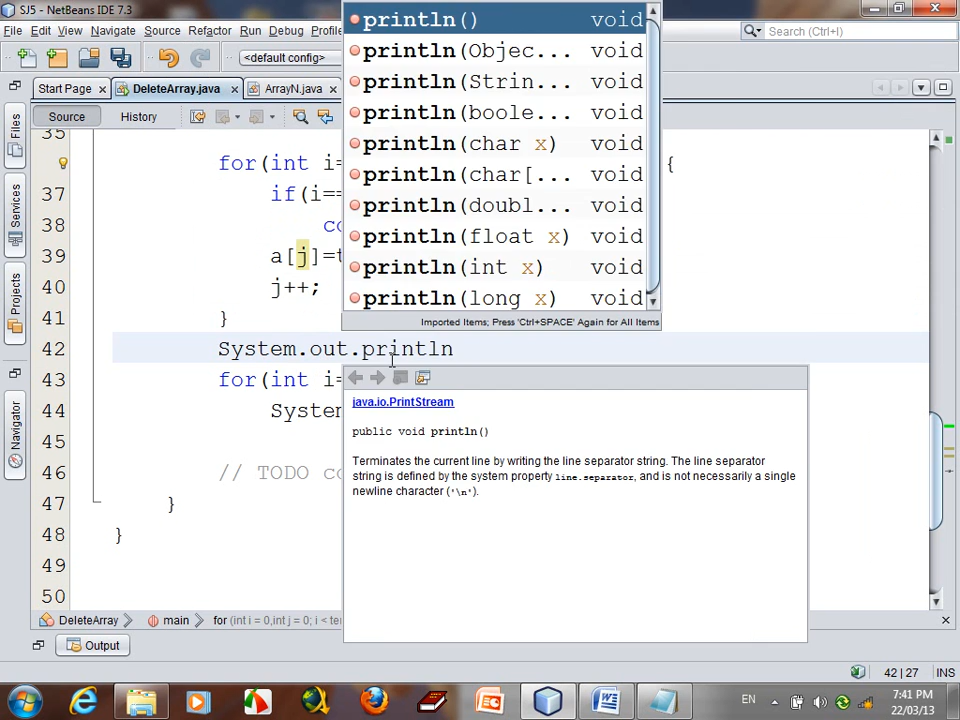 SJ5 - NetBeans IDE 7.3
File Edit View Navigate Source Refactor Run Debug Profile
Search (Ctrl+I)
<default config>
Start Page DeleteArray.java ArrayN.java
Source History
Files
Services
Projects
Navigator
println() void
println(Objec... void
println(Strin... void
println(boole... void
println(char x) void
println(char[... void
println(doubl... void
println(float x) void
println(int x) void
println(long x) void
Imported Items; Press 'Ctrl+SPACE' Again for All Items
35
for(int i= {
37 if(i==
38 co
39 a[j]=t
40 j++;
41 }
42 System.out.println
43 for(int i=
44 System
45
46 // TODO co
47 }
48 }
49
50
java.io.PrintStream
public void println()
Terminates the current line by writing the line separator string. The line separator
string is defined by the system property line.separator, and is not necessarily a single
newline character ('\n').
DeleteArray main for (int i = 0,int j = 0; i < ter
Output
42 | 27 INS
EN
7:41 PM
22/03/13